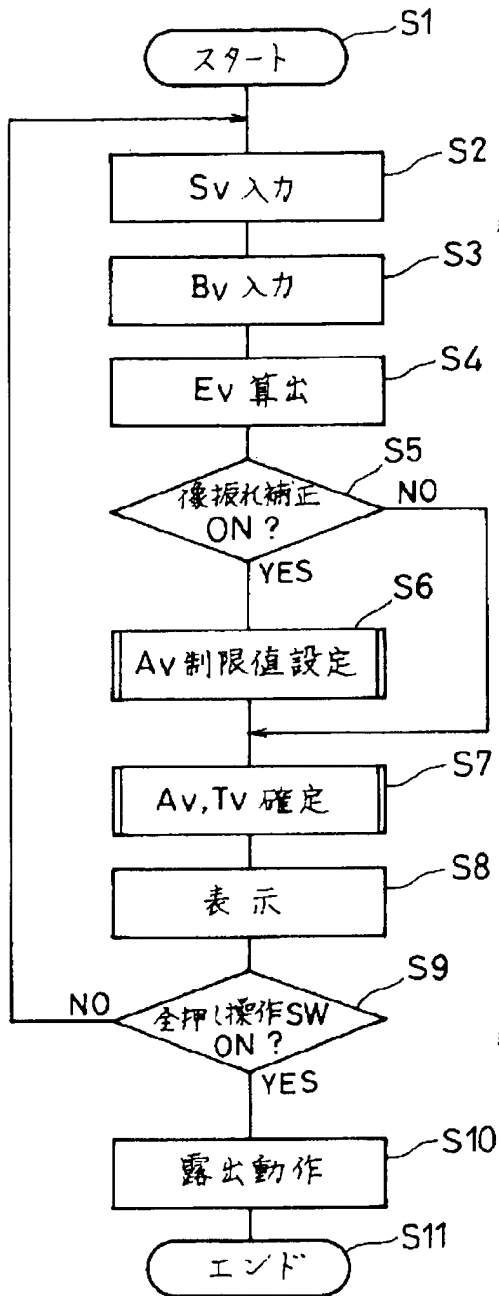 S1
スタート
S2
Sv 入力
S3
Bv 入力
S4
Ev 算出
S5
像振れ補正
ON ?
NO
YES
S6
Av 制限値設定
S7
Av, Tv 確定
S8
表示
S9
全押し操作SW
ON ?
NO
YES
S10
露出動作
S11
エンド